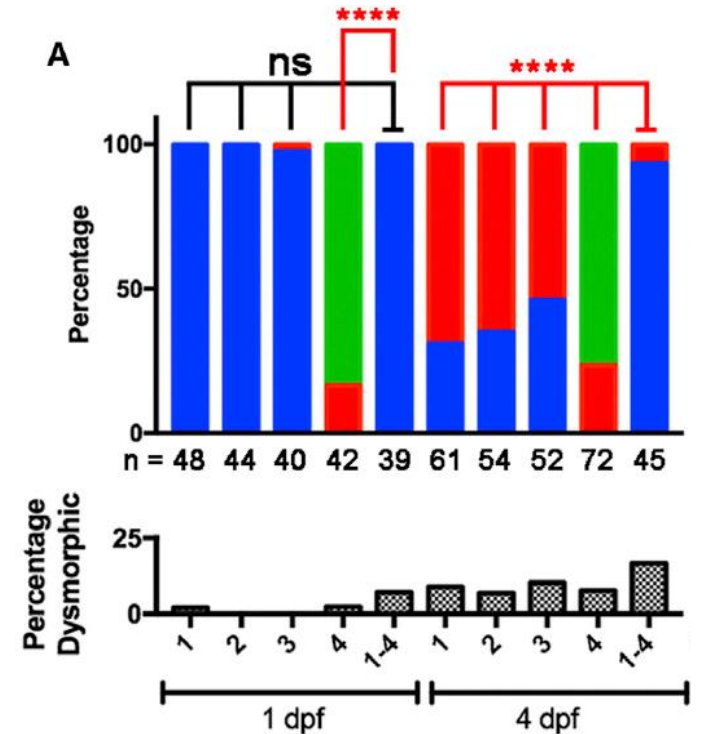 ****
A
ns
****
Percentage
100
50
0
n = 48 44 40 42 39 61 54 52 72 45
Percentage
Dysmorphic
25
0
1 2 3 4 1-4 1 2 3 4 1-4
1 dpf 4 dpf